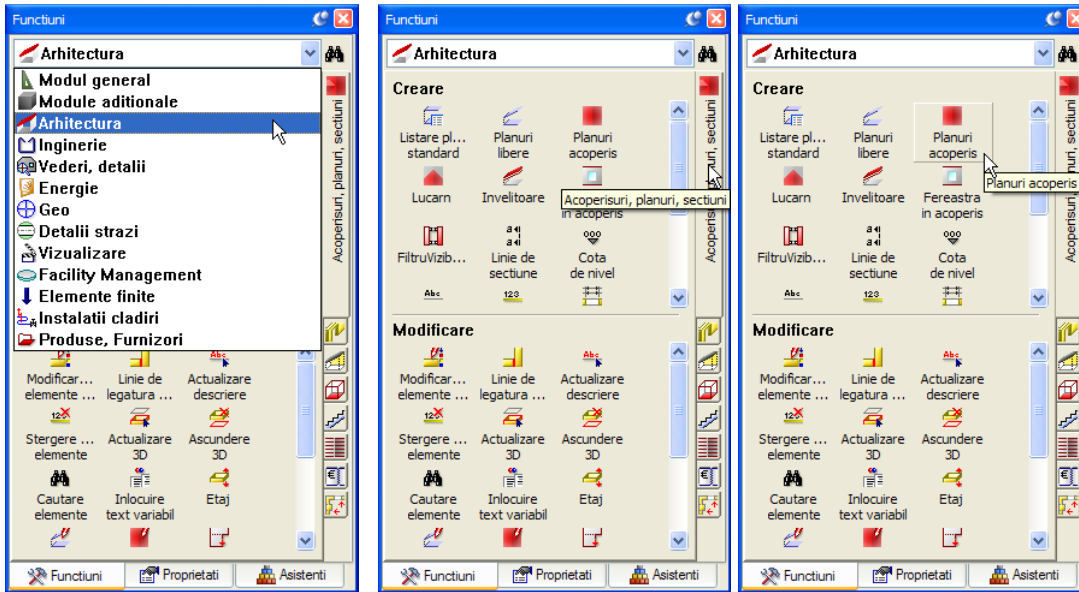 Functiuni
Arhitectura
Modul general
Module aditionale
Arhitectura
Inginerie
Vederi, detalii
Energie
Geo
Detalii strazi
Vizualizare
Facility Management
Elemente finite
Instalatii cladiri
Produse, Furnizori
Acoperisuri, planuri, sectiuni
Abc
Modificar... Linie de Actualizare
elemente ... legatura ... descriere
Stergere ... Actualizare Ascundere
elemente 3D 3D
Cautare Inlocuire Etaj
elemente text variabil
Functiuni Proprietati Asistenti
Functiuni
Arhitectura
Creare
Listare pl... Planuri Planuri
standard libere acoperis
Lucarn Invelitoare
Acoperisuri, planuri, sectiuni
in acoperis
FiltruVizib... Linie de Cota
sectiune de nivel
Abc 123
Modificare
Abc
Modificar... Linie de Actualizare
elemente ... legatura ... descriere
Stergere ... Actualizare Ascundere
elemente 3D 3D
Cautare Inlocuire Etaj
elemente text variabil
Functiuni Proprietati Asistenti
Functiuni
Arhitectura
Creare
Listare pl... Planuri Planuri
standard libere acoperis
Planuri acoperis
Lucarn Invelitoare Fereastra
in acoperis
FiltruVizib... Linie de Cota
sectiune de nivel
Abc 123
Acoperisuri, planuri, sectiuni
Modificare
Abc
Modificar... Linie de Actualizare
elemente ... legatura ... descriere
Stergere ... Actualizare Ascundere
elemente 3D 3D
Cautare Inlocuire Etaj
elemente text variabil
Functiuni Proprietati Asistenti